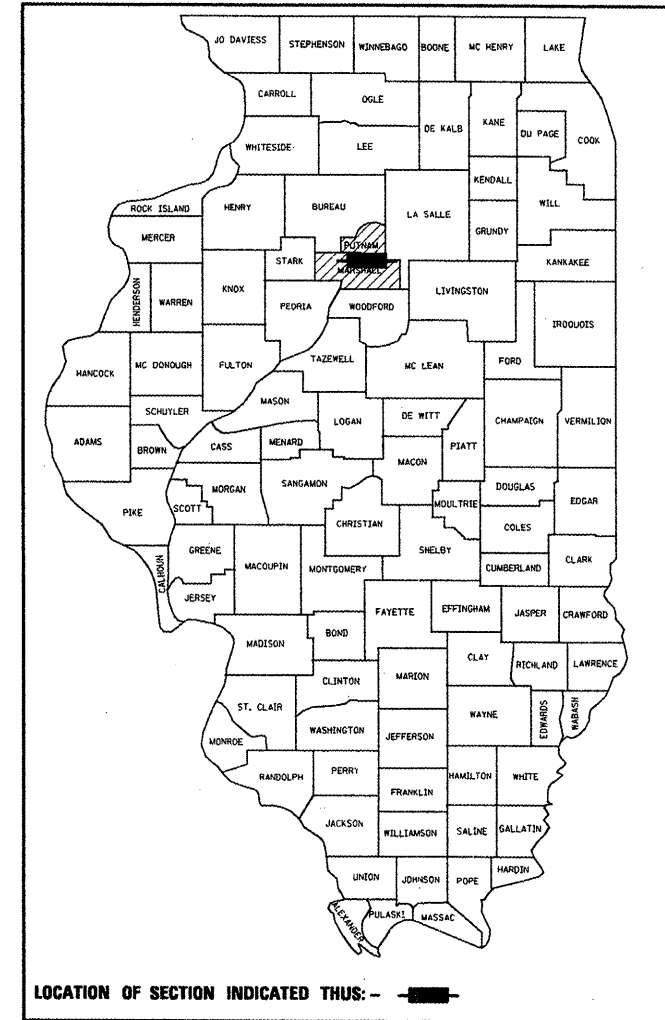 JO DAVIESS
STEPHENSON
WINNEBAGO
BOONE
MC HENRY
LAKE
CARROLL
OGLE
DE KALB
KANE
DU PAGE
COOK
WHITESIDE
LEE
KENDALL
WILL
ROCK ISLAND
HENRY
BUREAU
LA SALLE
GRUNDY
MERCER
PUTNAM
KANKAKEE
STARK
MARSHALL
HENDERSON
WARREN
KNOX
PEORIA
WOODFORD
LIVINGSTON
IROQUOIS
HANCOCK
MC DONOUGH
FULTON
TAZEWELL
MC LEAN
FORD
SCHUYLER
MASON
LOGAN
DE WITT
CHAMPAIGN
VERMILION
ADAMS
BROWN
CASS
MENARD
PIATT
MACON
PIKE
SCOTT
MORGAN
SANGAMON
CHRISTIAN
MOULTRIE
DOUGLAS
EDGAR
COLES
CALHOUN
GREENE
MACOUPIN
MONTGOMERY
SHELBY
CUMBERLAND
CLARK
JERSEY
FAYETTE
EFFINGHAM
JASPER
CRAWFORD
MADISON
BOND
CLAY
RICHLAND
LAWRENCE
CLINTON
MARION
ST. CLAIR
WAYNE
EDWARDS
WABASH
MONROE
WASHINGTON
JEFFERSON
RANDOLPH
PERRY
HAMILTON
WHITE
FRANKLIN
JACKSON
WILLIAMSON
SALINE
GALLATIN
UNION
JOHNSON
POPE
HARDIN
ALEXANDER
PULASKI
MASSAC
LOCATION OF SECTION INDICATED THUS: -